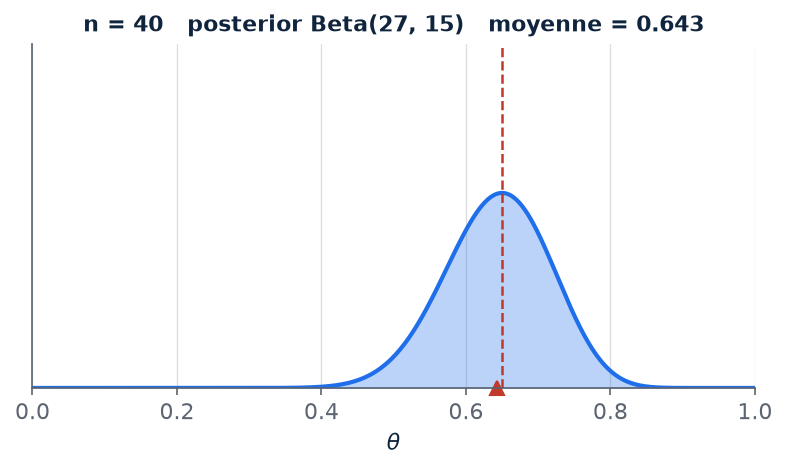 n = 40 posterior Beta(27, 15) moyenne = 0.643
0.0 0.2 0.4 0.6 0.8 1.0
θ